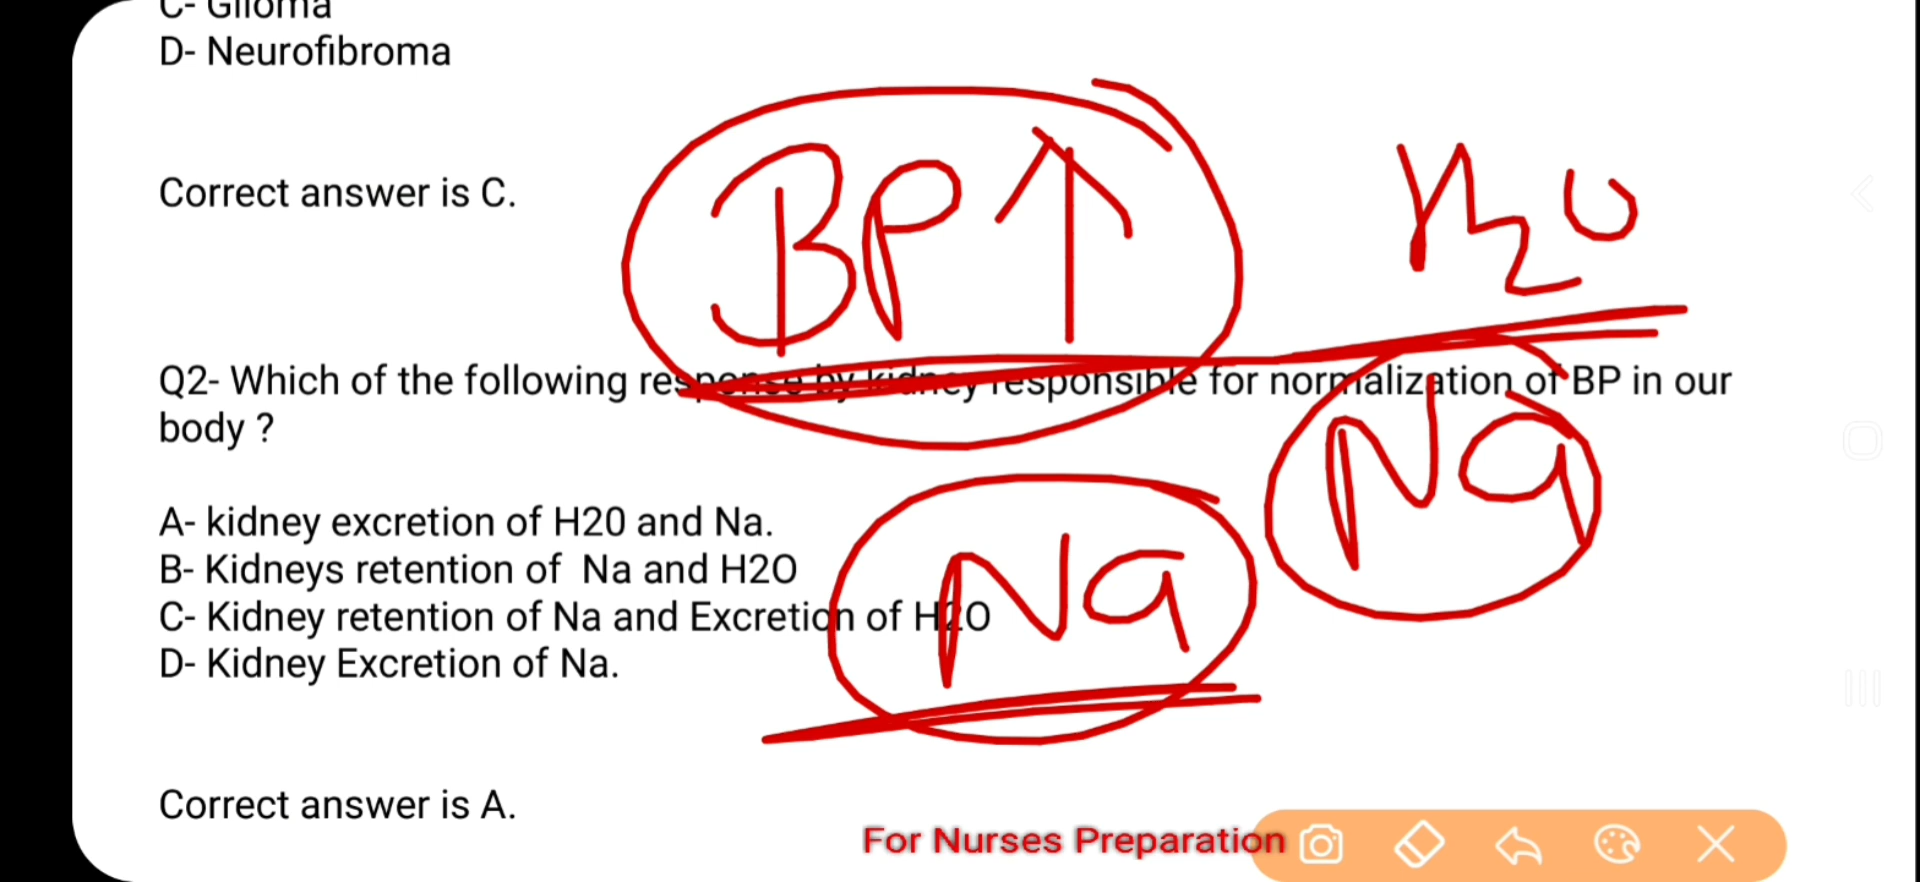 C- Glioma
D- Neurofibroma
BP↑
H2O
Correct answer is C.
Q2- Which of the following response by kidney responsible for normalization of BP in our
body ?
Na
A- kidney excretion of H20 and Na.
B- Kidneys retention of Na and H2O
C- Kidney retention of Na and Excretion of H2O
Na
D- Kidney Excretion of Na.
Correct answer is A.
For Nurses Preparation